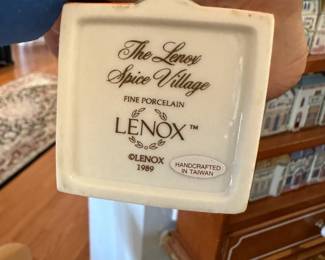 The Lenox
Spice Village
FINE PORCELAIN
LENOX™
©LENOX
1989
HANDCRAFTED
IN TAIWAN